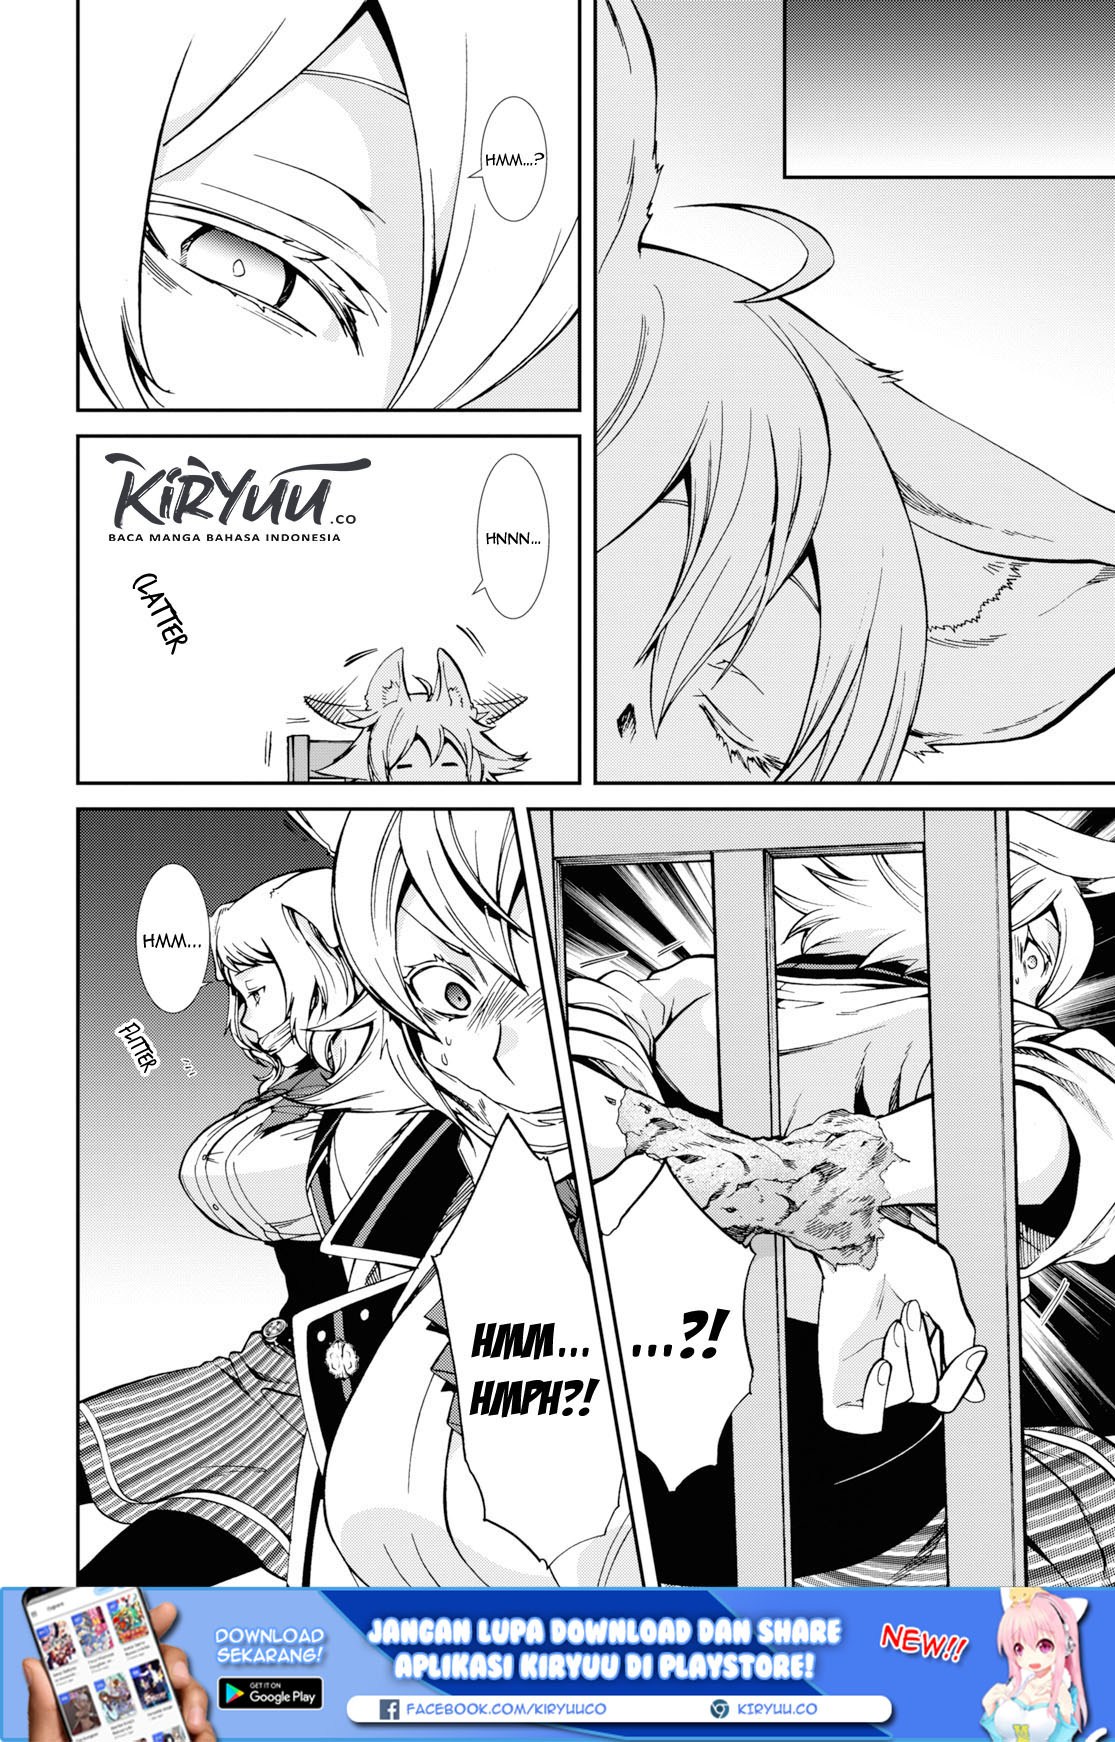 HMM...?
KIRYUU.CO
BACA MANGA BAHASA INDONESIA
HNNN...
CLATTER
...?!
HMM...
HMPH?!
HMM...
FLITTER
DOWNLOAD
SEKARANG!
GET IT ON
Google Play
JANGAN LUPA DOWNLOAD DAN SHARE
APLIKASI KIRYUU DI PLAYSTORE!
NEW!!
FACEBOOK.COM/KIRYUUCO
KIRYUU.CO